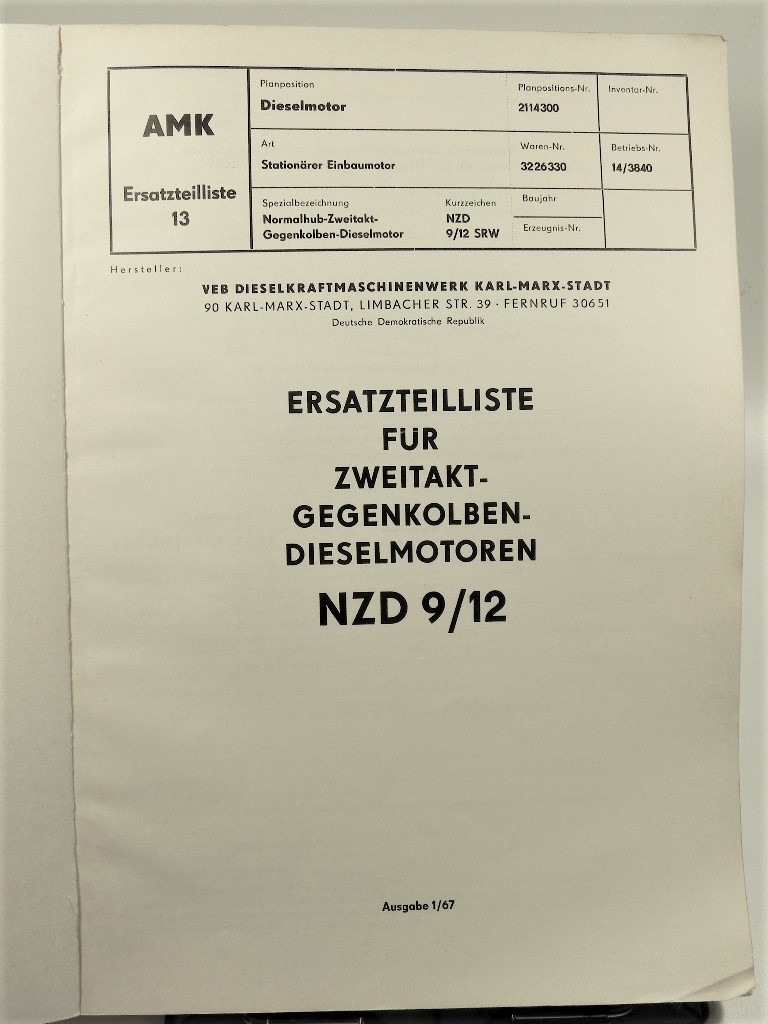 AMK
Ersatzteilliste
13
Planposition
Dieselmotor
Planpositions-Nr.
2114300
Inventar-Nr.
Art
Stationärer Einbaumotor
Waren-Nr.
3226330
Betriebs-Nr.
14/3840
Spezialbezeichnung
Normalhub-Zweitakt-
Gegenkolben-Dieselmotor
Kurzzeichen
NZD
9/12 SRW
Baujahr
Erzeugnis-Nr.
Hersteller:
VEB DIESELKRAFTMASCHINENWERK KARL-MARX-STADT
90 KARL-MARX-STADT, LIMBACHER STR. 39 · FERNRUF 30651
Deutsche Demokratische Republik
ERSATZTEILLISTE
FÜR
ZWEITAKT-
GEGENKOLBEN-
DIESELMOTOREN
NZD 9/12
Ausgabe 1/67